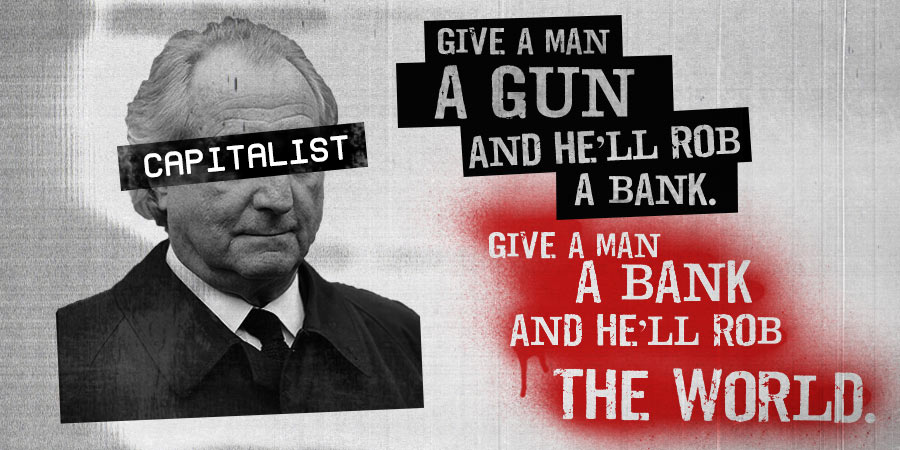 CAPITALIST
GIVE A MAN
A GUN
AND HE'LL ROB
A BANK.
GIVE A MAN
A BANK
AND HE'LL ROB
THE WORLD.